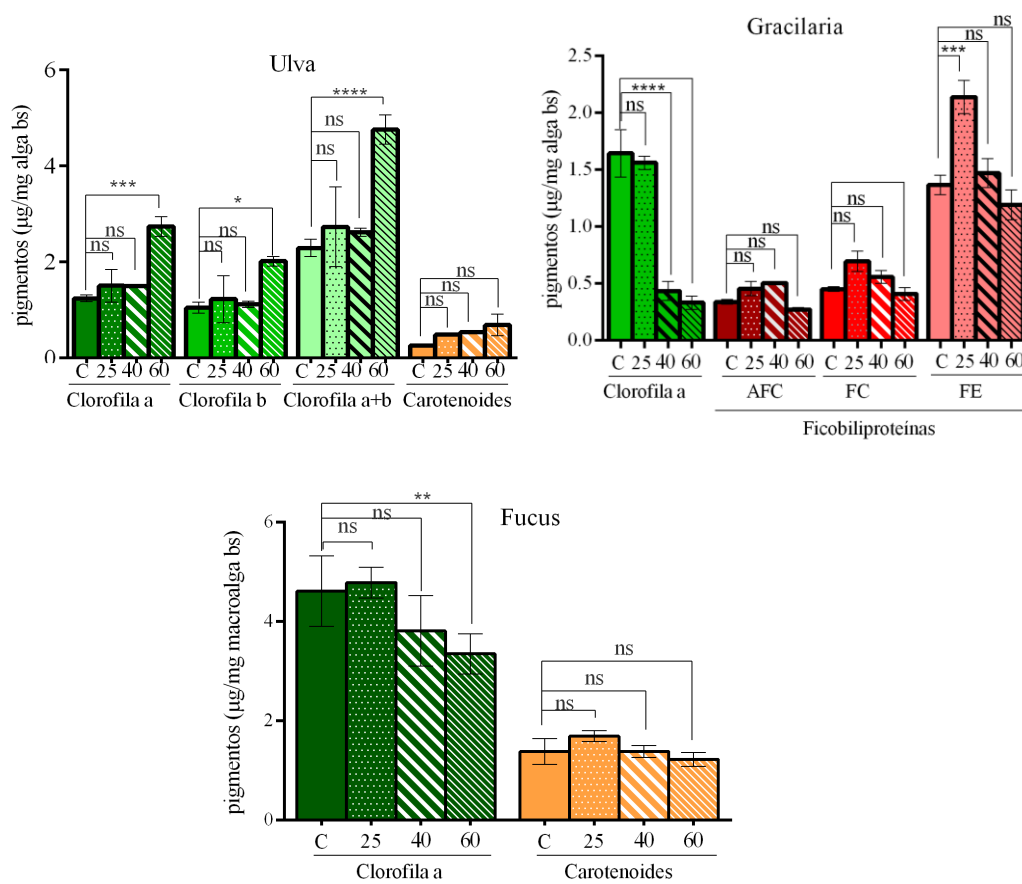 Ulva
pigmentos (µg/mg alga bs)
6
4
2
0
****
ns
ns
***
ns
ns
*
ns
ns
ns
ns
ns
C 25 40 60 C 25 40 60 C 25 40 60 C 25 40 60
Clorofila a Clorofila b Clorofila a+b Carotenoides
Gracilaria
pigmentos (µg/mg alga bs)
2.5
2.0
1.5
1.0
0.5
0.0
****
ns
ns
ns
ns
ns
ns
ns
ns
ns
***
C 25 40 60 C 25 40 60 C 25 40 60 C 25 40 60
Clorofila a AFC FC FE
Ficobiliproteínas
Fucus
pigmentos (µg/mg macroalga bs)
6
4
2
0
**
ns
ns
ns
ns
ns
C 25 40 60 C 25 40 60
Clorofila a Carotenoides